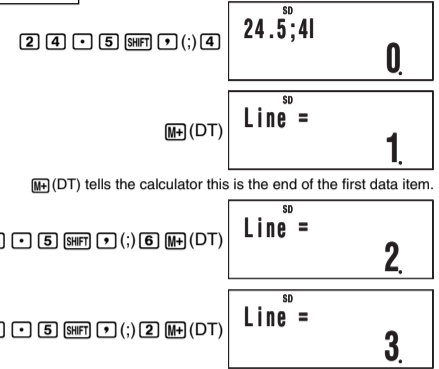 2 4 • 5 SHIFT , (;) 4
SD
24.5;4I
0.
M+ (DT)
SD
Line =
1.
M+ (DT) tells the calculator this is the end of the first data item.
• 5 SHIFT , (;) 6 M+ (DT)
SD
Line =
2.
• 5 SHIFT , (;) 2 M+ (DT)
SD
Line =
3.